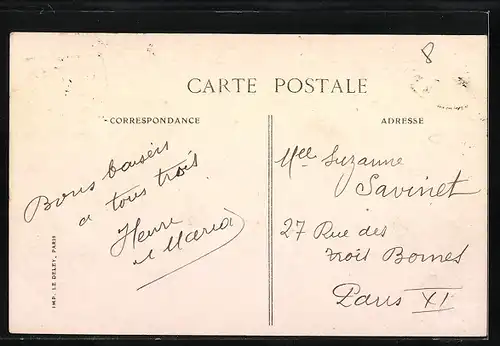 8
CARTE POSTALE
CORRESPONDANCE
ADRESSE
Bons baisers
a tous trois
Henri
et Maria
Mlle Suzanne
Savinet
27 Rue des
trois Bornes
Paris XI
IMP. LE DELEY, PARIS